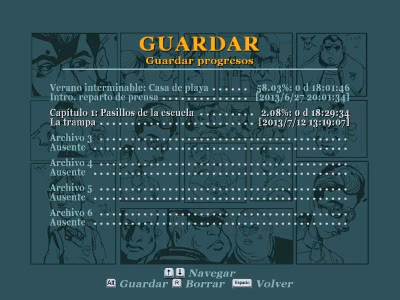 GUARDAR
Guardar progresos
Verano interminable: Casa de playa ....... 58.03%: 0 d 18:01:46
Intro. reparto de prensa ............... [2013/6/27 20:01:34]
Capítulo 1: Pasillos de la escuela ......... 2.08%: 0 d 18:29:34
La trampa ......................... [2013/7/12 13:19:07]
Archivo 3
Ausente
Archivo 4
Ausente
Archivo 5
Ausente
Archivo 6
Ausente
↑ ↓ Navegar
Alt Guardar R Borrar Espacio Volver